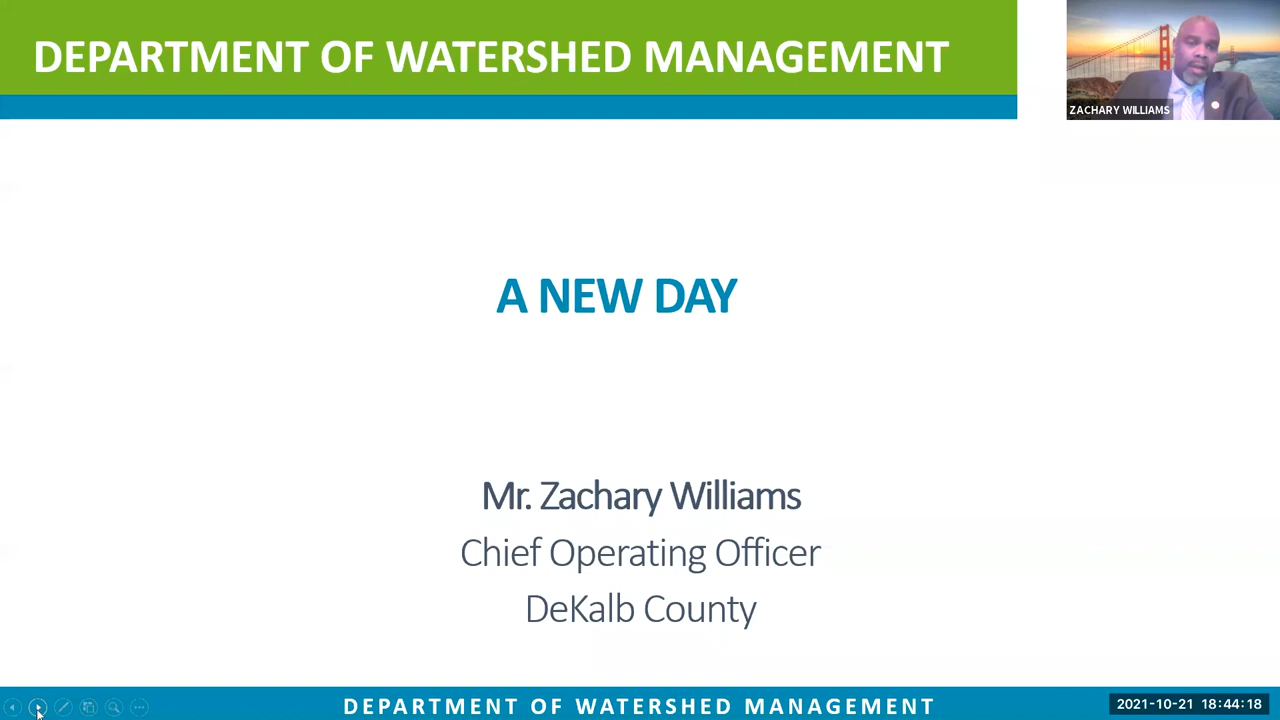 DEPARTMENT OF WATERSHED MANAGEMENT
ZACHARY WILLIAMS
A NEW DAY
Mr. Zachary Williams
Chief Operating Officer
DeKalb County
DEPARTMENT OF WATERSHED MANAGEMENT
2021-10-21 18:44:18